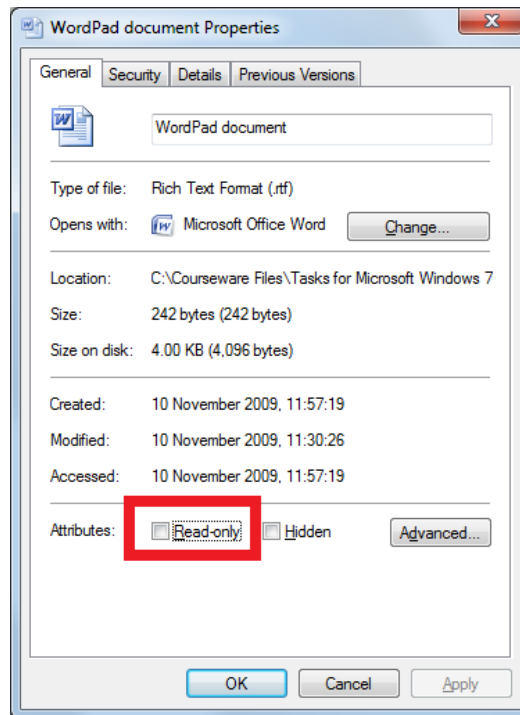 WordPad document Properties
General Security Details Previous Versions
WordPad document
Type of file: Rich Text Format (.rtf)
Opens with: Microsoft Office Word Change...
Location: C:\Courseware Files\Tasks for Microsoft Windows 7
Size: 242 bytes (242 bytes)
Size on disk: 4.00 KB (4,096 bytes)
Created: 10 November 2009, 11:57:19
Modified: 10 November 2009, 11:30:26
Accessed: 10 November 2009, 11:57:19
Attributes: Read-only Hidden Advanced...
OK Cancel Apply